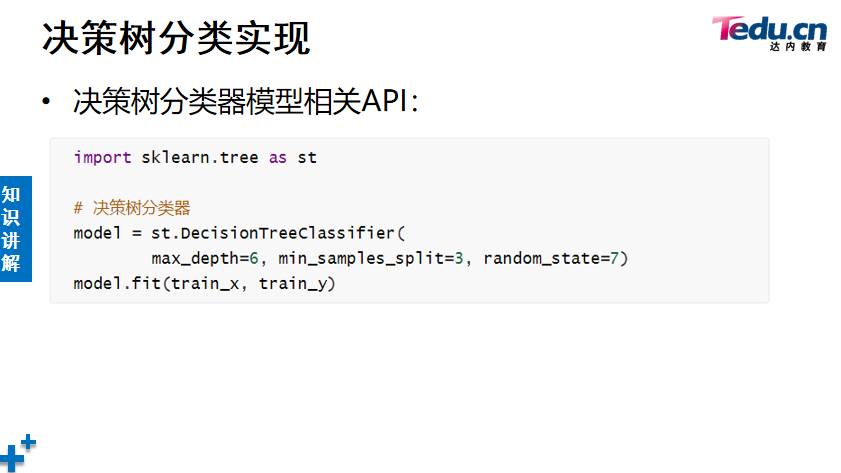 决策树分类实现
Tedu.cn
达内教育
• 决策树分类器模型相关API：
知识讲解
import sklearn.tree as st
# 决策树分类器
model = st.DecisionTreeClassifier(
        max_depth=6, min_samples_split=3, random_state=7)
model.fit(train_x, train_y)